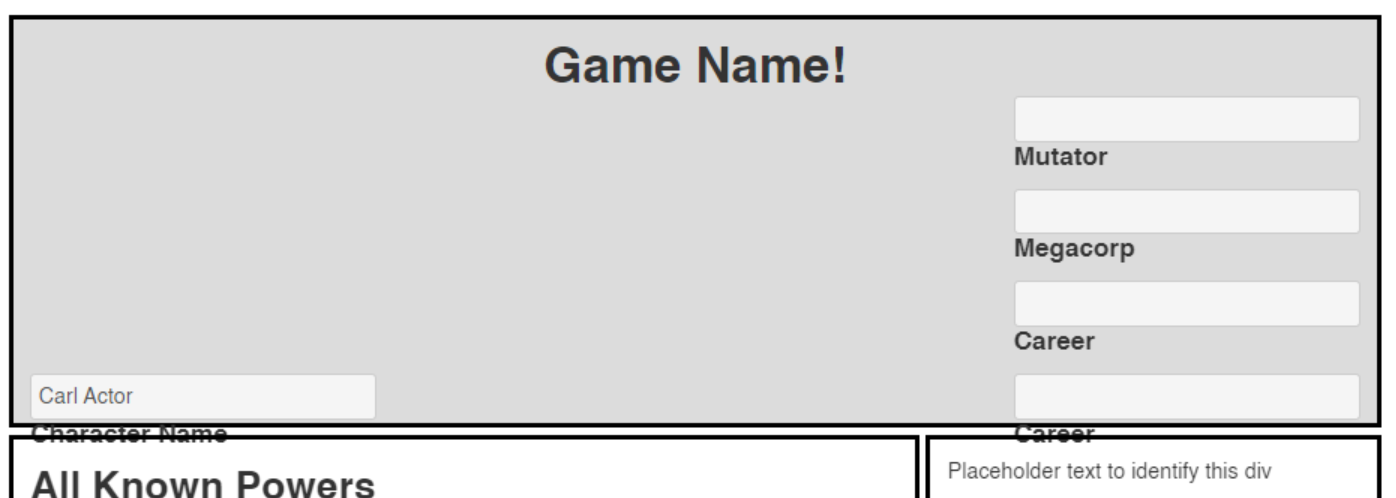 Game Name!
Mutator
Megacorp
Career
Carl Actor
Character Name
Career
All Known Powers
Placeholder text to identify this div